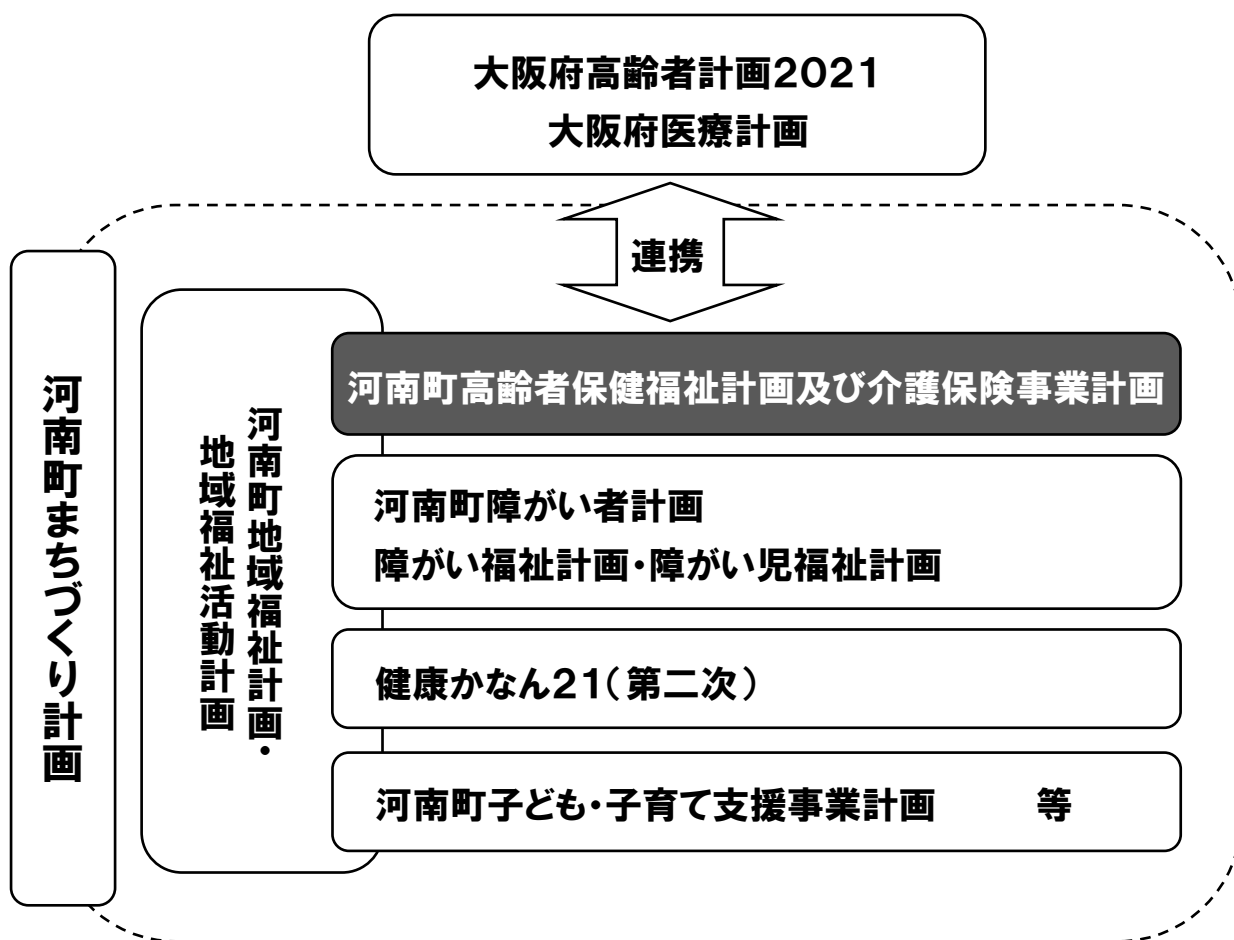 大阪府高齢者計画2021
大阪府医療計画
連携
河南町まちづくり計画
河南町地域福祉計画・
地域福祉活動計画
河南町高齢者保健福祉計画及び介護保険事業計画
河南町障がい者計画
障がい福祉計画・障がい児福祉計画
健康かなん21(第二次)
河南町子ども・子育て支援事業計画　　　等